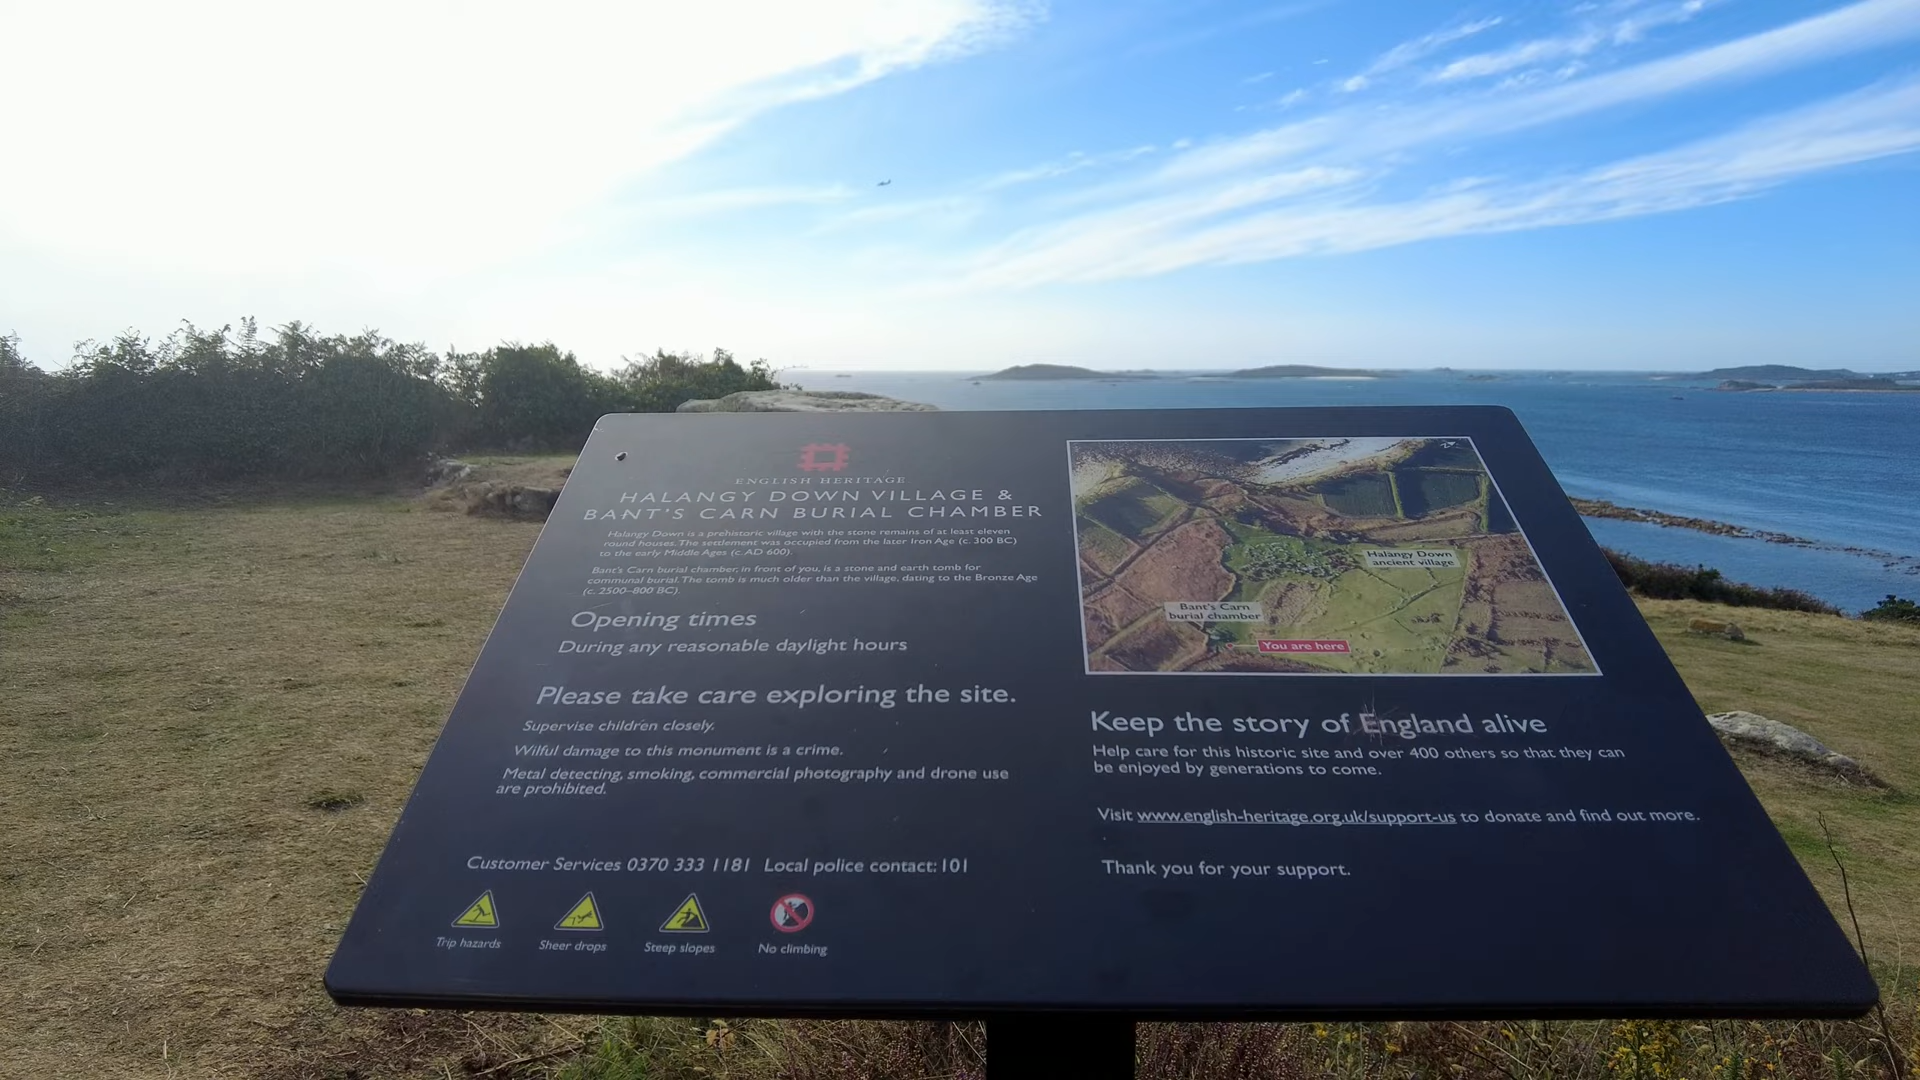 ENGLISH HERITAGE
HALANGY DOWN VILLAGE &
BANT'S CARN BURIAL CHAMBER
Halangy Down is a prehistoric village with the stone remains of at least eleven
round houses. The settlement was occupied from the later Iron Age (c. 300 BC)
to the early Middle Ages (c. AD 600).
Bant's Carn burial chamber, in front of you, is a stone and earth tomb for
communal burial. The tomb is much older than the village, dating to the Bronze Age
(c. 2500–800 BC).
Opening times
During any reasonable daylight hours
Please take care exploring the site.
Supervise children closely.
Wilful damage to this monument is a crime.
Metal detecting, smoking, commercial photography and drone use
are prohibited.
Customer Services 0370 333 1181 Local police contact: 101
Trip hazards
Sheer drops
Steep slopes
No climbing
Halangy Down
ancient village
Bant's Carn
burial chamber
You are here
Keep the story of England alive
Help care for this historic site and over 400 others so that they can
be enjoyed by generations to come.
Visit www.english-heritage.org.uk/support-us to donate and find out more.
Thank you for your support.